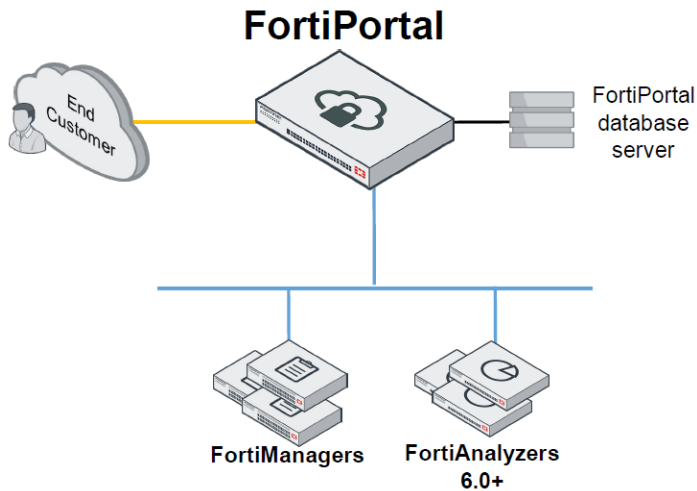 FortiPortal
End
Customer
FortiPortal
database
server
FortiManagers
FortiAnalyzers
6.0+